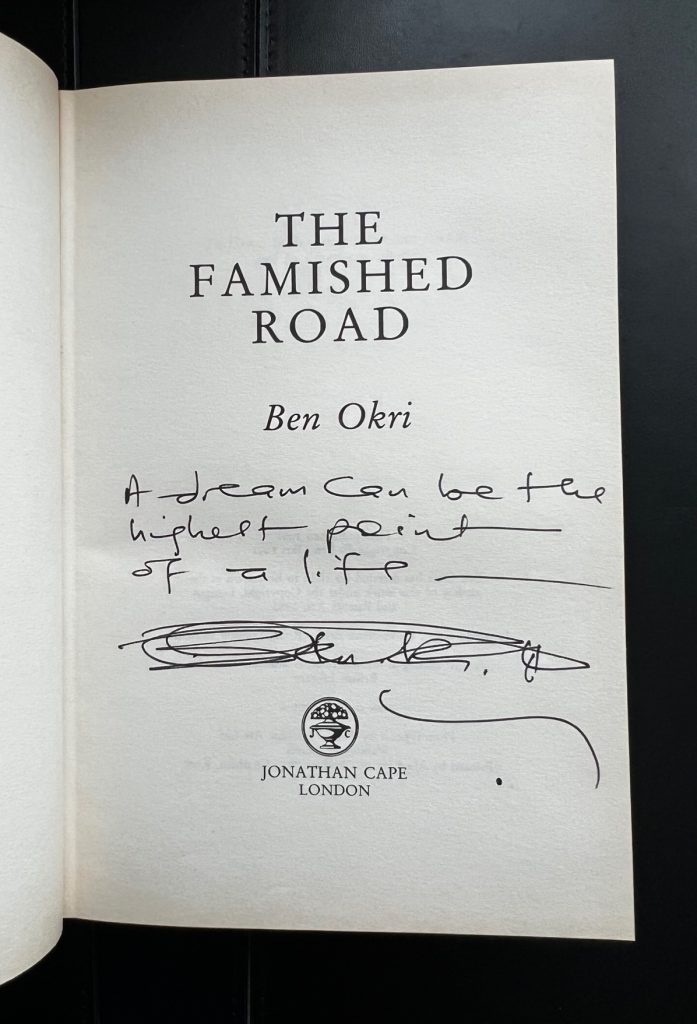 THE
FAMISHED
ROAD
Ben Okri
A dream can be the
highest point
of a life
J C
JONATHAN CAPE
LONDON